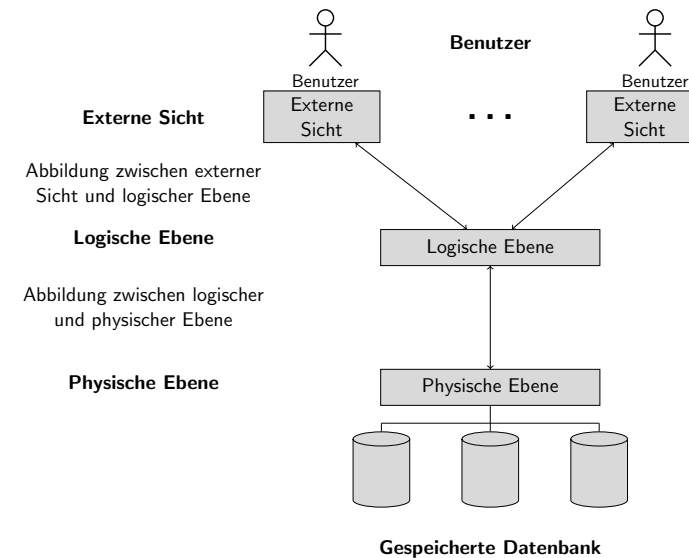 Benutzer
Benutzer
Benutzer
Externe Sicht
Externe
Sicht
. . .
Externe
Sicht
Abbildung zwischen externer
Sicht und logischer Ebene
Logische Ebene
Logische Ebene
Abbildung zwischen logischer
und physischer Ebene
Physische Ebene
Physische Ebene
Gespeicherte Datenbank